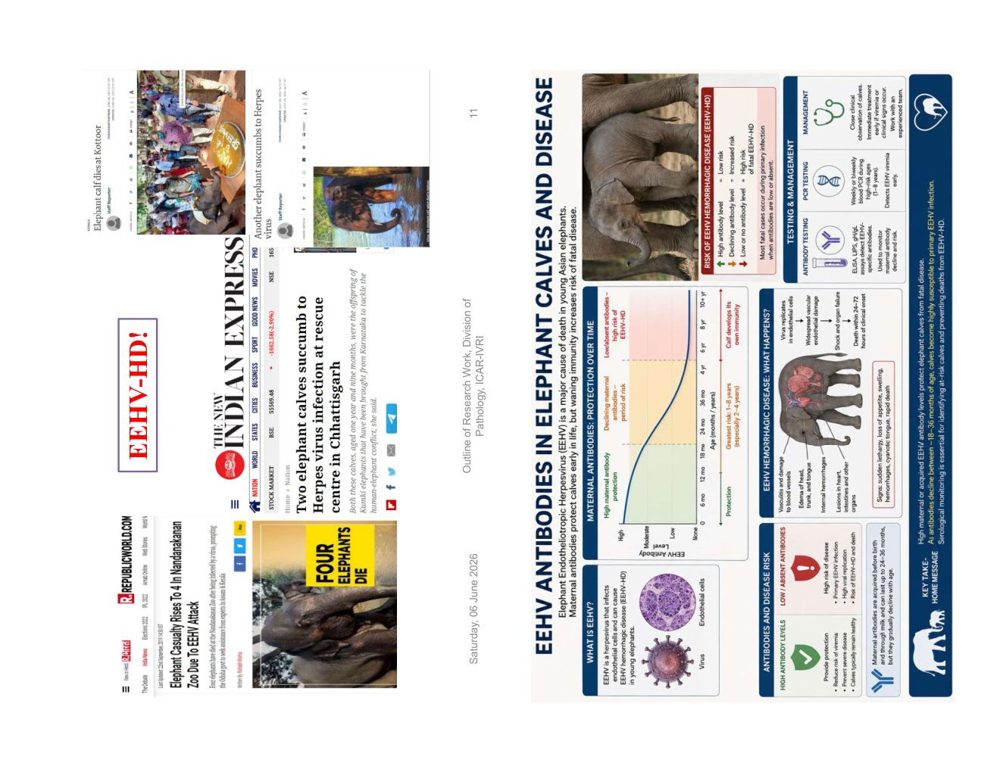 EEHV-HD!
View in Hindi
R.भारत
R.REPUBLICWORLD.COM
The Debate India News Elections 2022 IPL 2022 Arnab Online Web Stories World N
Last Updated: 22nd September, 2019 14:50 IST
Elephant Casualty Rises To 4 In Nandanakanan
Zoo Due To EEHV Attack
Four elephants have died at the Nandanakanan Zoo after being infected by a virus, prompting
the Odisha govt to seek assistance from experts in Assam & Kerala
Written By Rishabh Mishra
FOUR
ELEPHANTS
DIE
THE NEW
INDIAN EXPRESS
NATION WORLD STATES CITIES BUSINESS SPORT GOOD NEWS MOVIES PHO
STOCK MARKET BSE 55569.48 -1662.58(-2.90%) NSE 165
Home > Nation
Two elephant calves succumb to
Herpes virus infection at rescue
centre in Chhattisgarh
Both these calves, aged one year and nine months, were the offspring of
Kumki elephants that have been brought from Karnataka to tackle the
human-elephant conflict, she said.
KERALA
Elephant calf dies at Kottoor
Staff Reporter
SHARE ARTICLE
PRINT
A A A
Another elephant succumbs to Herpes
virus
Staff Reporter
SHARE ARTICLE
PRINT
A A A
Saturday, 06 June 2026
Outline of Research Work, Division of
Pathology, ICAR-IVRI
11
EEHV ANTIBODIES IN ELEPHANT CALVES AND DISEASE
Elephant Endotheliotropic Herpesvirus (EEHV) is a major cause of death in young Asian elephants.
Maternal antibodies protect calves early in life, but waning immunity increases risk of fatal disease.
WHAT IS EEHV?
EEHV is a herpesvirus that infects
endothelial cells and can cause
EEHV hemorrhagic disease (EEHV-HD)
in young elephants.
Virus
Endothelial cells
MATERNAL ANTIBODIES: PROTECTION OVER TIME
High maternal antibody
protection
Declining maternal
antibodies –
period of risk
Low/absent antibodies –
high risk of
EEHV-HD
EEHV Antibody
Level
High
Moderate
Low
None
0 6 mo 12 mo 18 mo 24 mo 36 mo 4 yr 6 yr 8 yr 10+ yr
Age (months / years)
Protection
Greatest risk: 1–8 years
(especially 2–4 years)
Calf develops its
own immunity
RISK OF EEHV HEMORRHAGIC DISEASE (EEHV-HD)
High antibody level = Low risk
Declining antibody level = Increased risk
Low or no antibody level = High risk
of fatal EEHV-HD
Most fatal cases occur during primary infection
when antibodies are low or absent.
ANTIBODIES AND DISEASE RISK
HIGH ANTIBODY LEVELS
Provide protection
• Reduce risk of viremia
• Prevent severe disease
• Calves typically remain healthy
LOW / ABSENT ANTIBODIES
High risk of disease
• Primary EEHV infection
• High viral replication
• Risk of EEHV-HD and death
Maternal antibodies are acquired before birth
and through milk and can last up to 24–36 months,
but they gradually decline with age.
EEHV HEMORRHAGIC DISEASE: WHAT HAPPENS?
Vasculitis and damage
to blood vessels
Edema of head,
trunk, and tongue
Internal hemorrhages
Lesions in heart,
intestines and other
organs
Virus replicates
in endothelial cells
Widespread vascular
endothelial damage
Shock and organ failure
Death within 24–72
hours of clinical onset
Signs: sudden lethargy, loss of appetite, swelling,
hemorrhages, cyanotic tongue, rapid death
TESTING & MANAGEMENT
ANTIBODY TESTING
ELISA, LIPS, gH/gL
assays detect EEHV-
specific antibodies.
Used to monitor
maternal antibody
decline and risk.
PCR TESTING
Weekly or biweekly
blood PCR during
high-risk ages
(1–8 years).
Detects EEHV viremia
early.
MANAGEMENT
Close clinical
observation of calves.
Immediate treatment
early if viremia or
clinical signs occur.
Work with an
experienced team.
KEY TAKE-
HOME MESSAGE
High maternal or acquired EEHV antibody levels protect elephant calves from fatal disease.
As antibodies decline between ~18–36 months of age, calves become highly susceptible to primary EEHV infection.
Serological monitoring is essential for identifying at-risk calves and preventing deaths from EEHV-HD.